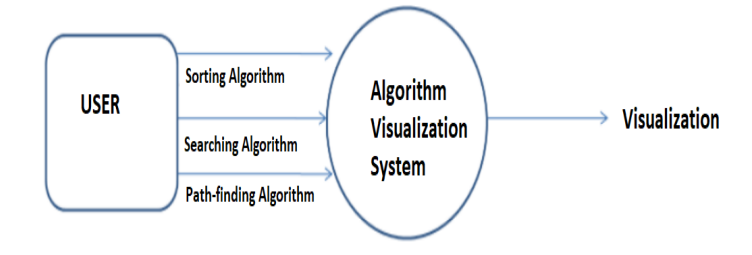 USER
Sorting Algorithm
Searching Algorithm
Path-finding Algorithm
Algorithm
Visualization
System
Visualization